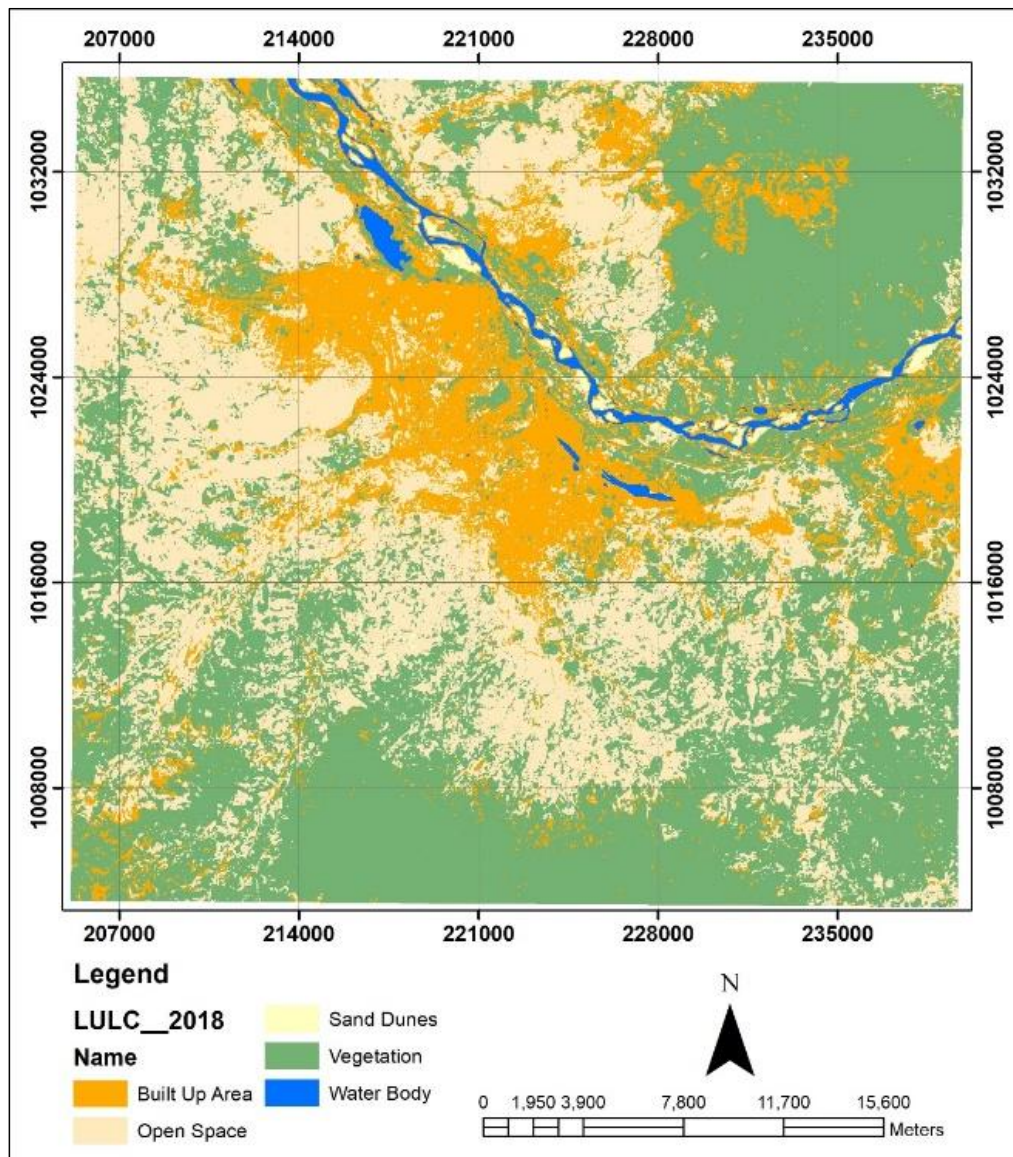 207000 214000 221000 228000 235000
1032000 1032000
1024000 1024000
1016000 1016000
1008000 1008000
207000 214000 221000 228000 235000
Legend
LULC__2018
Name
Built Up Area
Open Space
Sand Dunes
Vegetation
Water Body
N
0 1,950 3,900 7,800 11,700 15,600
Meters